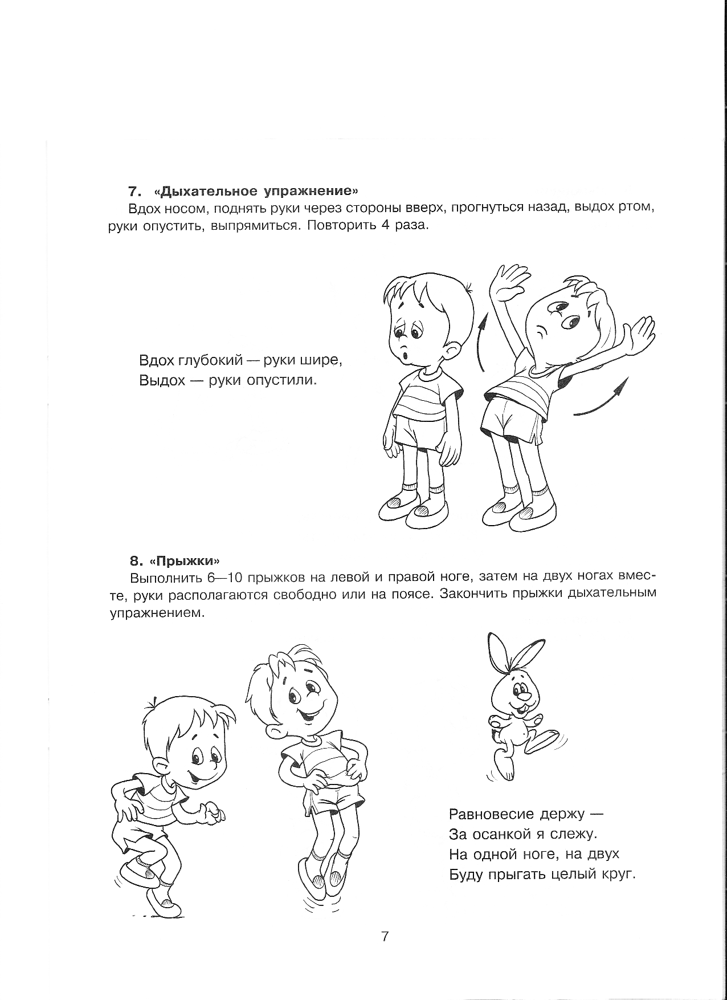 7. «Дыхательное упражнение»
Вдох носом, поднять руки через стороны вверх, прогнуться назад, выдох ртом,
руки опустить, выпрямиться. Повторить 4 раза.
Вдох глубокий — руки шире,
Выдох — руки опустили.
8. «Прыжки»
Выполнить 6—10 прыжков на левой и правой ноге, затем на двух ногах вмес-
те, руки располагаются свободно или на поясе. Закончить прыжки дыхательным
упражнением.
Равновесие держу —
За осанкой я слежу.
На одной ноге, на двух
Буду прыгать целый круг.
7